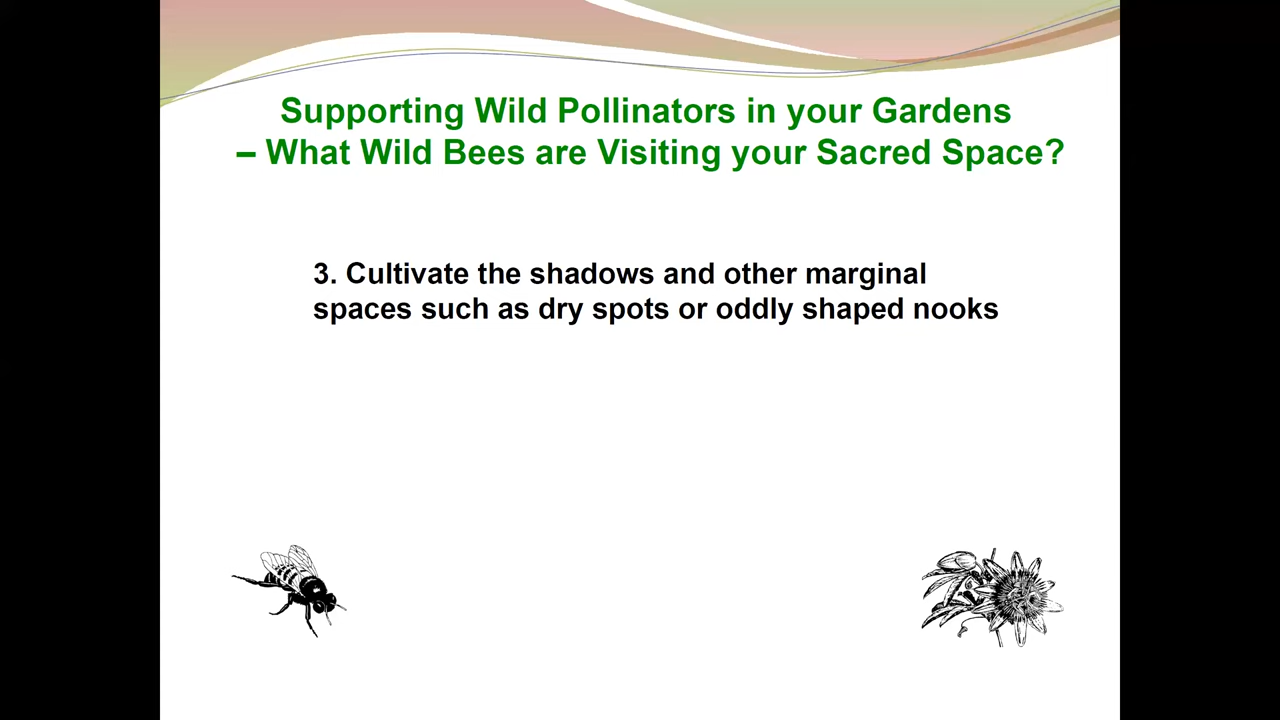 Supporting Wild Pollinators in your Gardens
– What Wild Bees are Visiting your Sacred Space?
3. Cultivate the shadows and other marginal
spaces such as dry spots or oddly shaped nooks